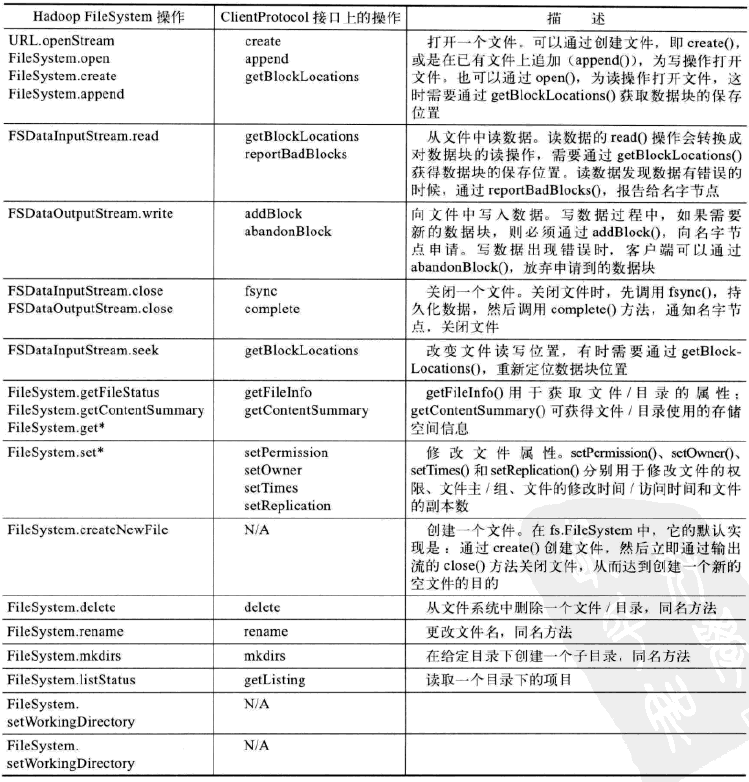 Hadoop FileSystem 操作
ClientProtocol 接口上的操作
描 述
URL.openStream
FileSystem.open
FileSystem.create
FileSystem.append
create
append
getBlockLocations
打开一个文件。可以通过创建文件，即 create()，
或是在已有文件上追加（append()），为写操作打开
文件。也可以通过 open()，为读操作打开文件，这
时需要通过 getBlockLocations() 获取数据块的保存
位置
FSDataInputStream.read
getBlockLocations
reportBadBlocks
从文件中读数据。读数据的 read() 操作会转换成
对数据块的读操作，需要通过 getBlockLocations()
获得数据块的保存位置。读数据发现数据有错误的
时候，通过 reportBadBlocks()，报告给名字节点
FSDataOutputStream.write
addBlock
abandonBlock
向文件中写入数据。写数据过程中，如果需要
新的数据块，则必须通过 addBlock()，向名字节
点申请。写数据出现错误时，客户端可以通过
abandonBlock()，放弃申请到的数据块
FSDataInputStream.close
FSDataOutputStream.close
fsync
complete
关闭一个文件。关闭文件时，先调用 fsync()，持
久化数据，然后调用 complete() 方法，通知名字节
点，关闭文件
FSDataInputStream.seek
getBlockLocations
改变文件读写位置，有时需要通过 getBlock-
Locations()，重新定位数据块位置
FileSystem.getFileStatus
FileSystem.getContentSummary
FileSystem.get*
getFileInfo
getContentSummary
getFileInfo() 用于获取文件 / 目录的属性；
getContentSummary() 可获得文件 / 目录使用的存储
空间信息
FileSystem.set*
setPermission
setOwner
setTimes
setReplication
修改文件属性。setPermission()、setOwner()、
setTimes() 和 setReplication() 分别用于修改文件的权
限、文件主 / 组、文件的修改时间 / 访问时间和文件
的副本数
FileSystem.createNewFile
N/A
创建一个文件。在 fs.FileSystem 中，它的默认实
现是：通过 create() 创建文件，然后立即通过输出
流的 close() 方法关闭文件，从而达到创建一个新的
空文件的目的
FileSystem.delete
delete
从文件系统中删除一个文件 / 目录，同名方法
FileSystem.rename
rename
更改文件名，同名方法
FileSystem.mkdirs
mkdirs
在给定目录下创建一个子目录，同名方法
FileSystem.listStatus
getListing
读取一个目录下的项目
FileSystem.
setWorkingDirectory
N/A
FileSystem.
setWorkingDirectory
N/A